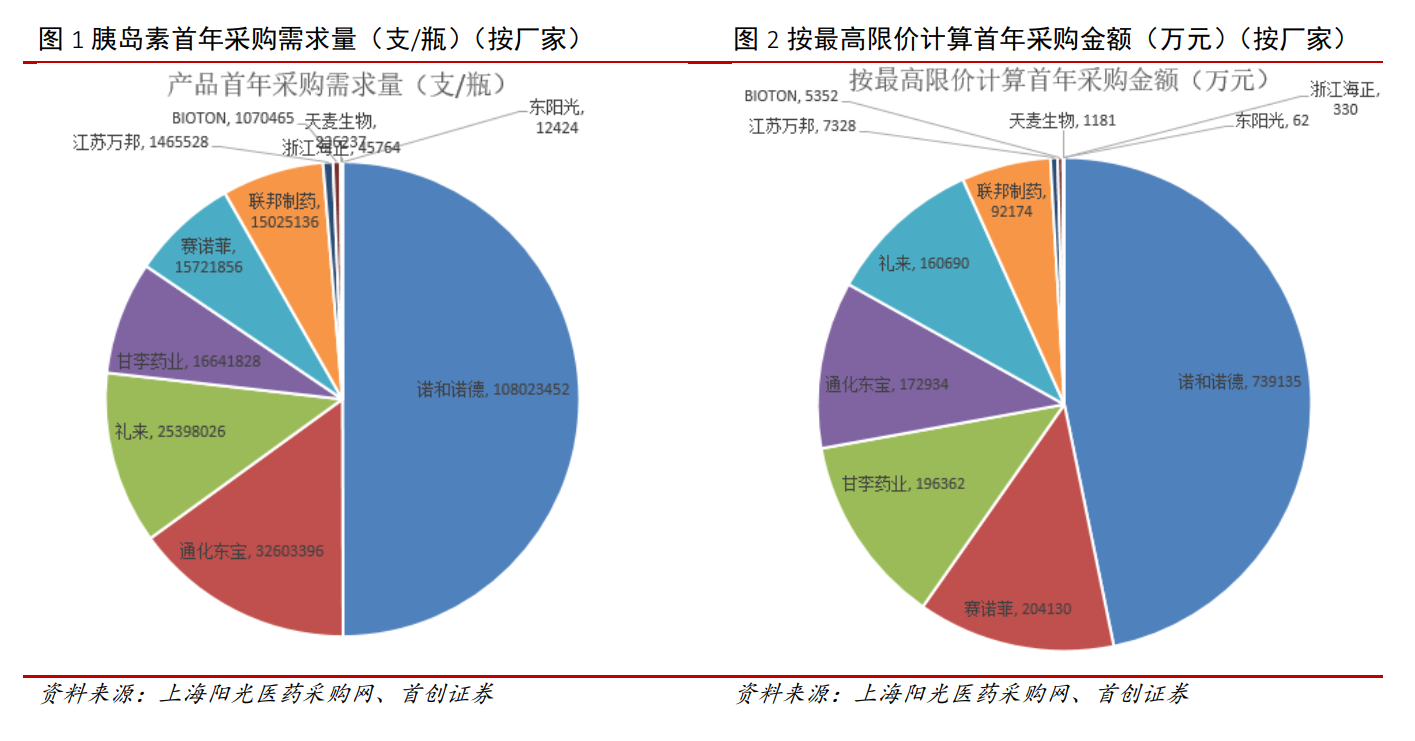 图 1 胰岛素首年采购需求量（支/瓶）（按厂家）
产品首年采购需求量（支/瓶）
BIOTON, 1070465
天麦生物,
226237
东阳光,
12424
江苏万邦, 1465528
浙江海正, 45764
联邦制药,
15025136
赛诺菲,
15721856
甘李药业, 16641828
诺和诺德, 108023452
礼来, 25398026
通化东宝, 32603396
资料来源：上海阳光医药采购网、首创证券
图 2 按最高限价计算首年采购金额（万元）（按厂家）
按最高限价计算首年采购金额（万元）
BIOTON, 5352
浙江海正,
330
江苏万邦, 7328
天麦生物, 1181
东阳光, 62
联邦制药,
92174
礼来, 160690
通化东宝, 172934
诺和诺德, 739135
甘李药业, 196362
赛诺菲, 204130
资料来源：上海阳光医药采购网、首创证券